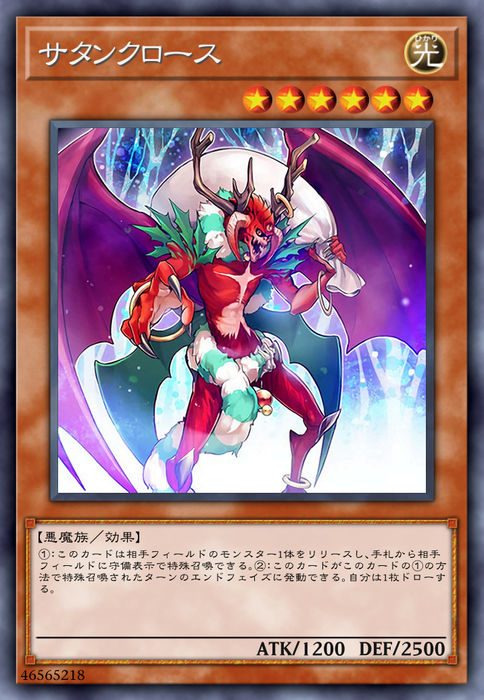 サタンクロース
ひかり
光
【悪魔族／効果】
①:このカードは相手フィールドのモンスター1体をリリースし、手札から相手
フィールドに守備表示で特殊召喚できる。②:このカードがこのカードの①の方
法で特殊召喚されたターンのエンドフェイズに発動できる。自分は1枚ドローす
る。
ATK/1200 DEF/2500
46565218